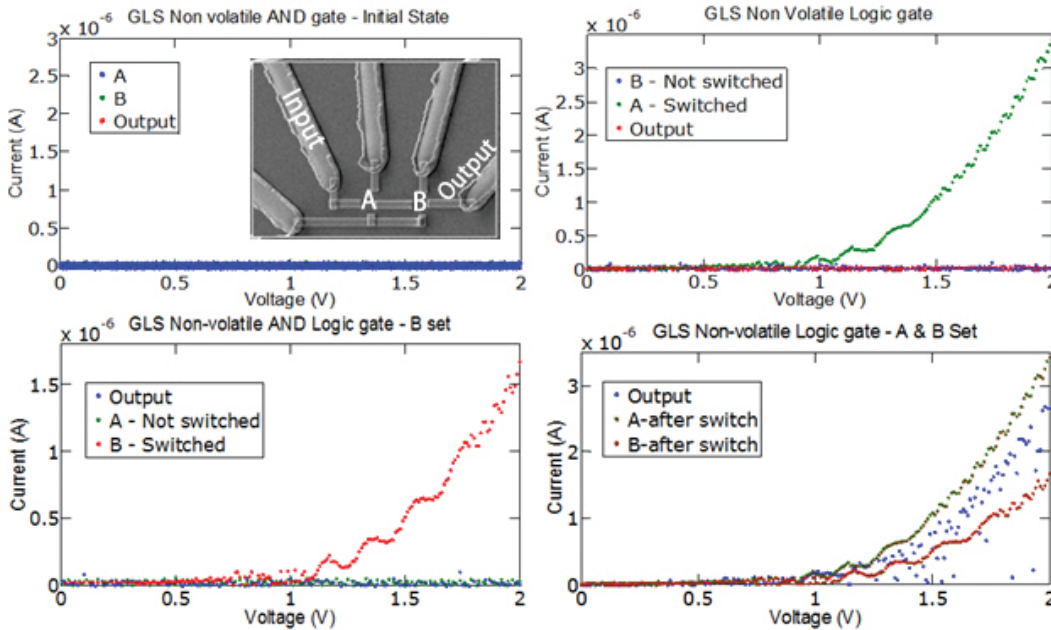 GLS Non volatile AND gate - Initial State
x 10⁻⁶
3
2.5
2
1.5
1
0.5
0
Current (A)
A
B
Output
Input
A
B
Output
0 0.5 1 1.5 2
Voltage (V)
GLS Non Volatile Logic gate
x 10⁻⁶
3
2.5
2
1.5
1
0.5
0
Current (A)
B - Not switched
A - Switched
Output
0 0.5 1 1.5 2
Voltage (V)
GLS Non-volatile AND Logic gate - B set
x 10⁻⁶
1.5
1
0.5
0
Current (A)
Output
A - Not switched
B - Switched
0 0.5 1 1.5 2
Voltage (V)
GLS Non-volatile Logic gate - A & B Set
x 10⁻⁶
3
2
1
0
Current (A)
Output
A-after switch
B-after switch
0 0.5 1 1.5 2
Voltage (V)